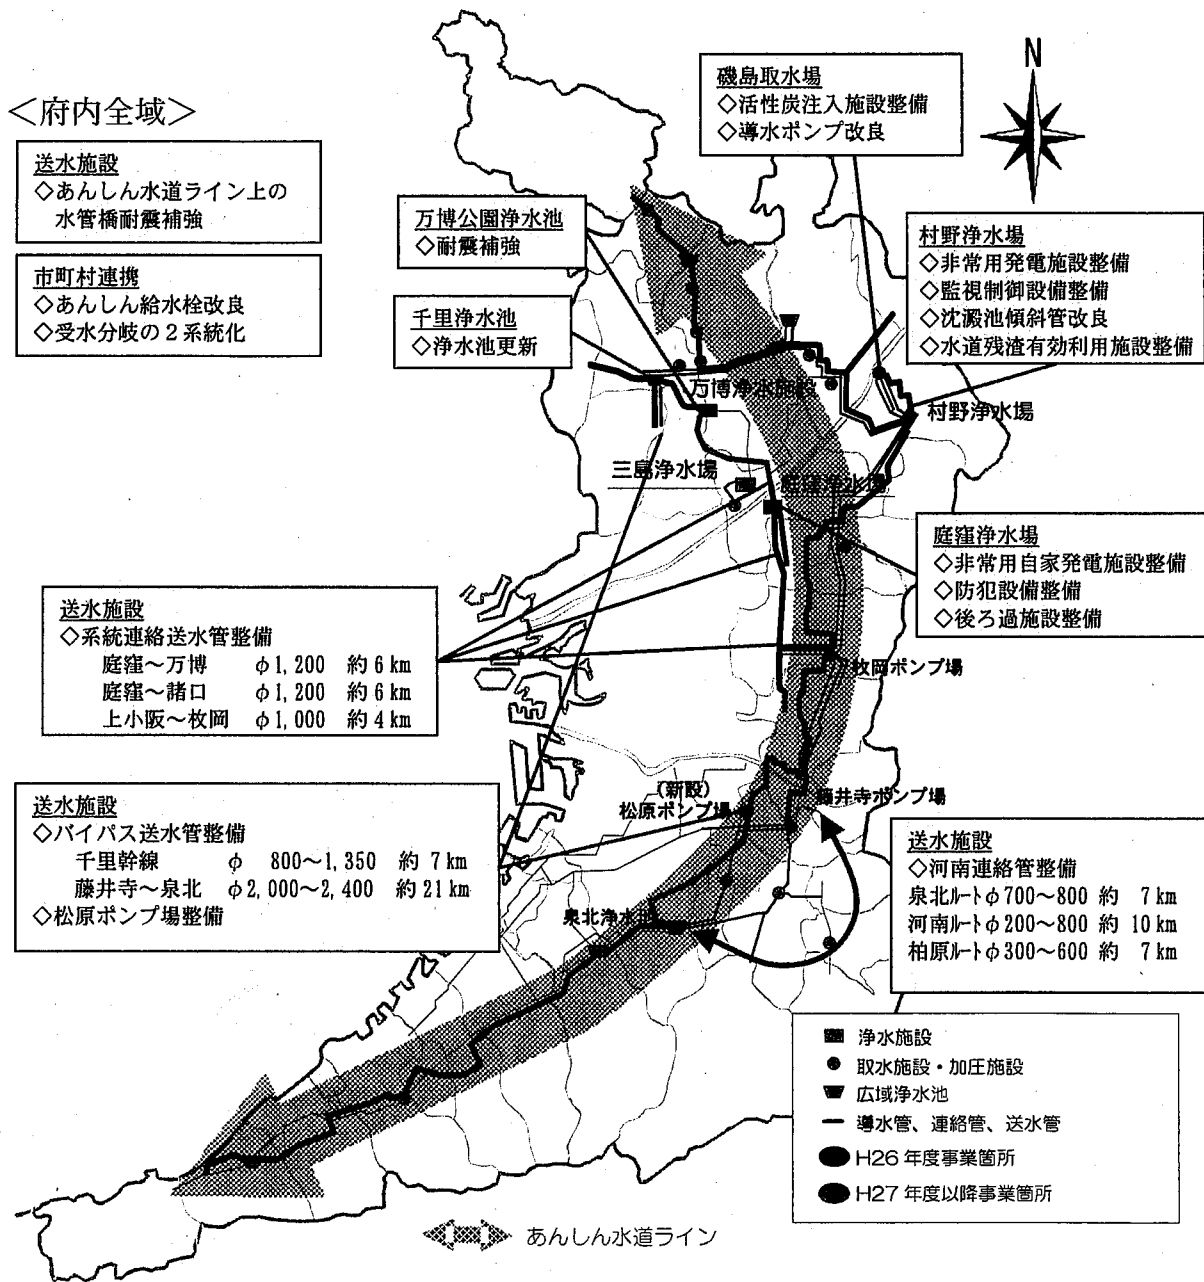 ＜府内全域＞
送水施設
◇あんしん水道ライン上の
水管橋耐震補強
市町村連携
◇あんしん給水栓改良
◇受水分岐の２系統化
磯島取水場
◇活性炭注入施設整備
◇導水ポンプ改良
N
万博公園浄水池
◇耐震補強
千里浄水池
◇浄水池更新
村野浄水場
◇非常用発電施設整備
◇監視制御設備整備
◇沈澱池傾斜管改良
◇水道残渣有効利用施設整備
万博浄水施設
村野浄水場
三島浄水場
庭窪浄水場
庭窪浄水場
◇非常用自家発電施設整備
◇防犯設備整備
◇後ろ過施設整備
送水施設
◇系統連絡送水管整備
庭窪～万博 φ1,200 約 6 km
庭窪～諸口 φ1,200 約 6 km
上小阪～枚岡 φ1,000 約 4 km
枚岡ポンプ場
送水施設
◇バイパス送水管整備
千里幹線 φ 800～1,350 約 7 km
藤井寺～泉北 φ2,000～2,400 約 21 km
◇松原ポンプ場整備
（新設）
松原ポンプ場
藤井寺ポンプ場
泉北浄水池
送水施設
◇河南連絡管整備
泉北ルートφ700～800 約 7 km
河南ルートφ200～800 約 10 km
柏原ルートφ300～600 約 7 km
浄水施設
取水施設・加圧施設
広域浄水池
導水管、連絡管、送水管
H26 年度事業箇所
H27 年度以降事業箇所
あんしん水道ライン